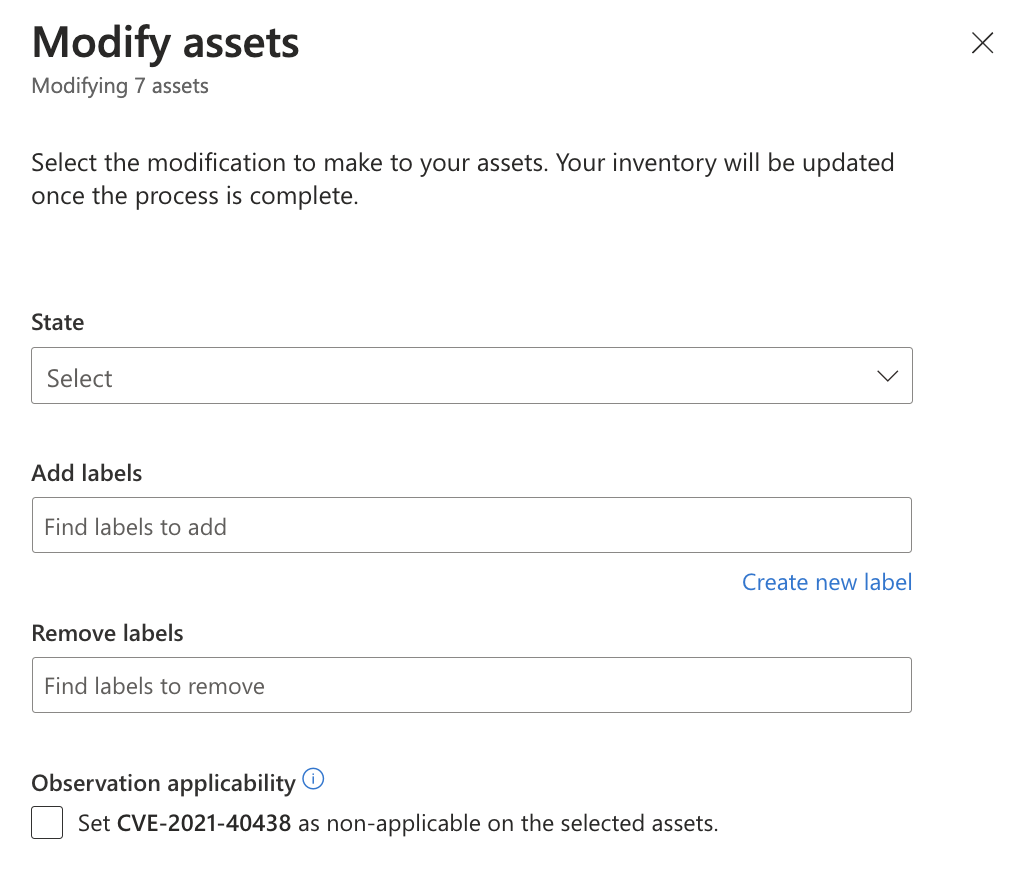 Modify assets
Modifying 7 assets
Select the modification to make to your assets. Your inventory will be updated
once the process is complete.
State
Select
Add labels
Find labels to add
Create new label
Remove labels
Find labels to remove
Observation applicability
Set CVE-2021-40438 as non-applicable on the selected assets.